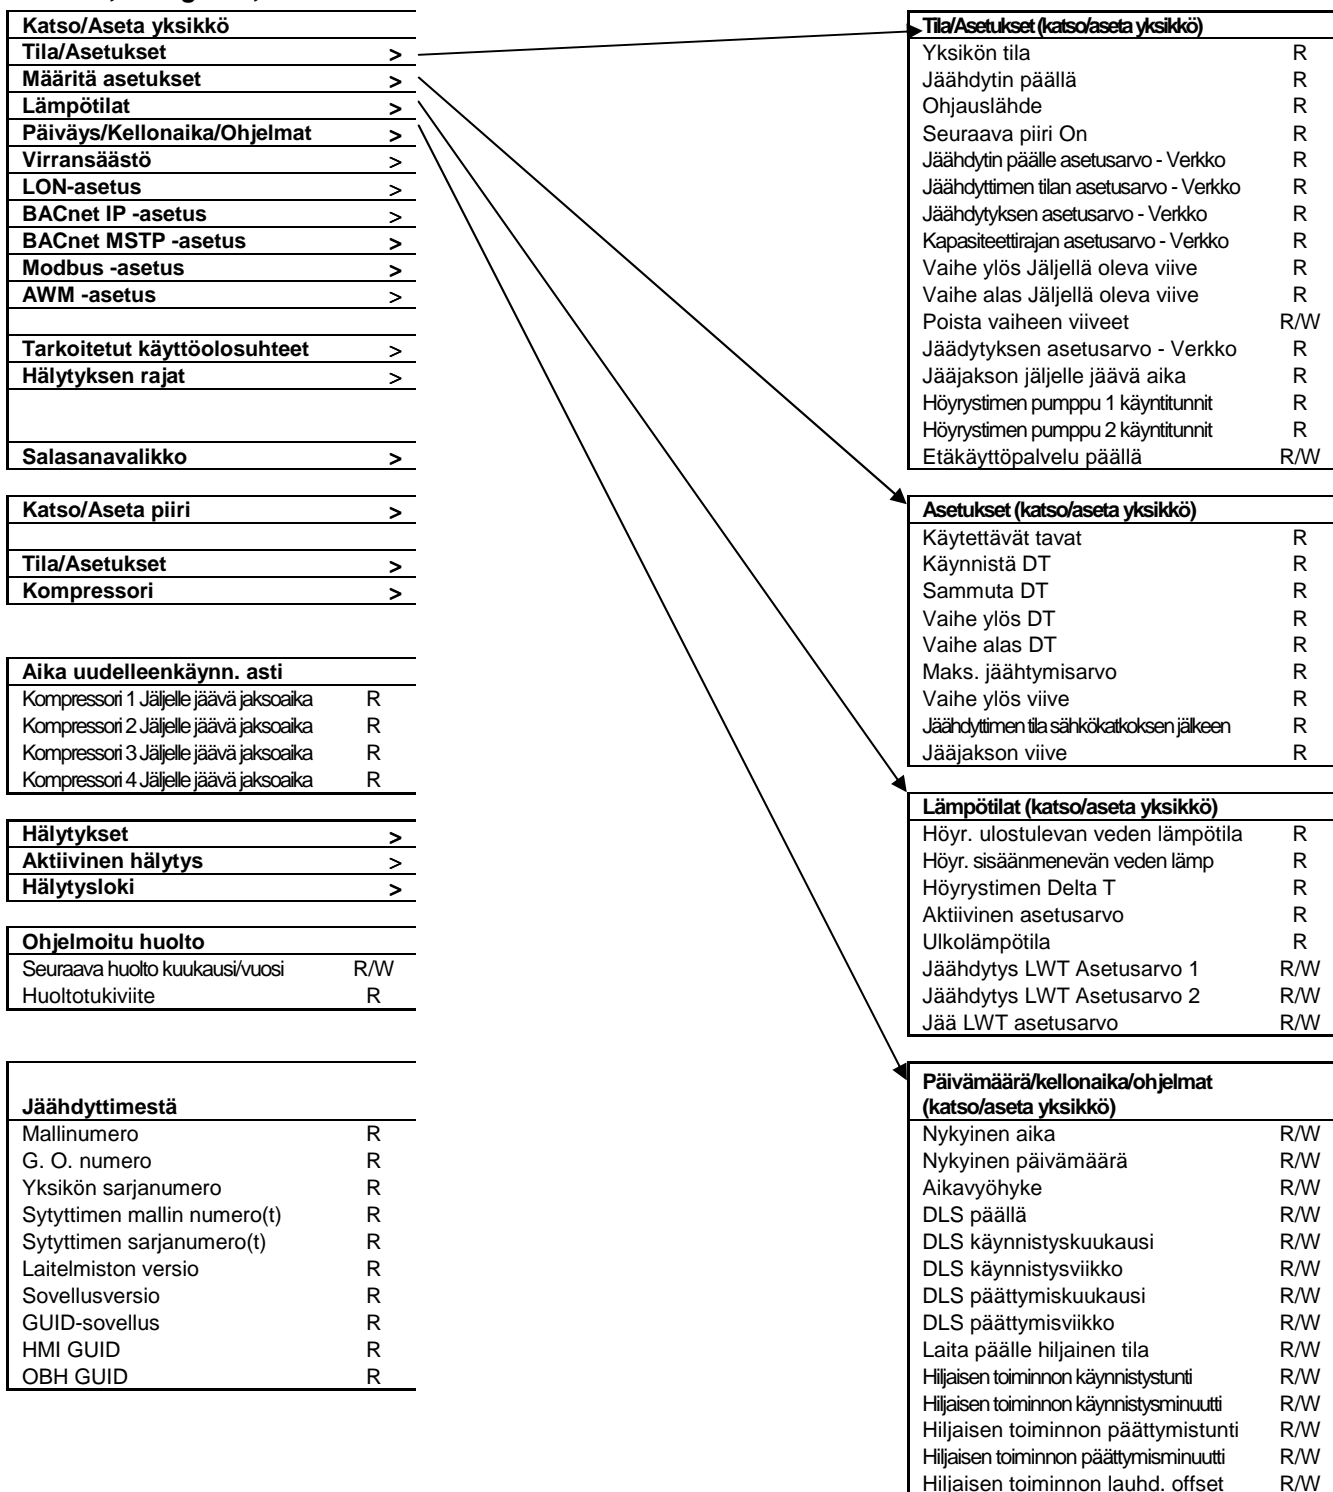 Katso/Aseta yksikkö
Tila/Asetukset >
Määritä asetukset >
Lämpötilat >
Päiväys/Kellonaika/Ohjelmat >
Virransäästö >
LON-asetus >
BACnet IP -asetus >
BACnet MSTP -asetus >
Modbus -asetus >
AWM -asetus >
Tarkoitetut käyttöolosuhteet >
Hälytyksen rajat >
Salasanavalikko >
Katso/Aseta piiri >
Tila/Asetukset >
Kompressori >
Aika uudelleenkäynn. asti
Kompressori 1 Jäljelle jäävä jaksoaika R
Kompressori 2 Jäljelle jäävä jaksoaika R
Kompressori 3 Jäljelle jäävä jaksoaika R
Kompressori 4 Jäljelle jäävä jaksoaika R
Hälytykset >
Aktiivinen hälytys >
Hälytysloki >
Ohjelmoitu huolto
Seuraava huolto kuukausi/vuosi R/W
Huoltotukiviite R
Jäähdyttimestä
Mallinumero R
G. O. numero R
Yksikön sarjanumero R
Sytyttimen mallin numero(t) R
Sytyttimen sarjanumero(t) R
Laitelmiston versio R
Sovellusversio R
GUID-sovellus R
HMI GUID R
OBH GUID R
Tila/Asetukset (katso/aseta yksikkö)
Yksikön tila R
Jäähdytin päällä R
Ohjauslähde R
Seuraava piiri On R
Jäähdytin päälle asetusarvo - Verkko R
Jäähdyttimen tilan asetusarvo - Verkko R
Jäähdytyksen asetusarvo - Verkko R
Kapasiteettirajan asetusarvo - Verkko R
Vaihe ylös Jäljellä oleva viive R
Vaihe alas Jäljellä oleva viive R
Poista vaiheen viiveet R/W
Jäädytyksen asetusarvo - Verkko R
Jääjakson jäljelle jäävä aika R
Höyrystimen pumppu 1 käyntitunnit R
Höyrystimen pumppu 2 käyntitunnit R
Etäkäyttöpalvelu päällä R/W
Asetukset (katso/aseta yksikkö)
Käytettävät tavat R
Käynnistä DT R
Sammuta DT R
Vaihe ylös DT R
Vaihe alas DT R
Maks. jäähtymisarvo R
Vaihe ylös viive R
Jäähdyttimen tila sähkökatkoksen jälkeen R
Jääjakson viive R
Lämpötilat (katso/aseta yksikkö)
Höyr. ulostulevan veden lämpötila R
Höyr. sisäänmenevän veden lämp R
Höyrystimen Delta T R
Aktiivinen asetusarvo R
Ulkolämpötila R
Jäähdytys LWT Asetusarvo 1 R/W
Jäähdytys LWT Asetusarvo 2 R/W
Jää LWT asetusarvo R/W
Päivämäärä/kellonaika/ohjelmat
(katso/aseta yksikkö)
Nykyinen aika R/W
Nykyinen päivämäärä R/W
Aikavyöhyke R/W
DLS päällä R/W
DLS käynnistyskuukausi R/W
DLS käynnistysviikko R/W
DLS päättymiskuukausi R/W
DLS päättymisviikko R/W
Laita päälle hiljainen tila R/W
Hiljaisen toiminnon käynnistystunti R/W
Hiljaisen toiminnon käynnistysminuutti R/W
Hiljaisen toiminnon päättymistunti R/W
Hiljaisen toiminnon päättymisminuutti R/W
Hiljaisen toiminnon lauhd. offset R/W